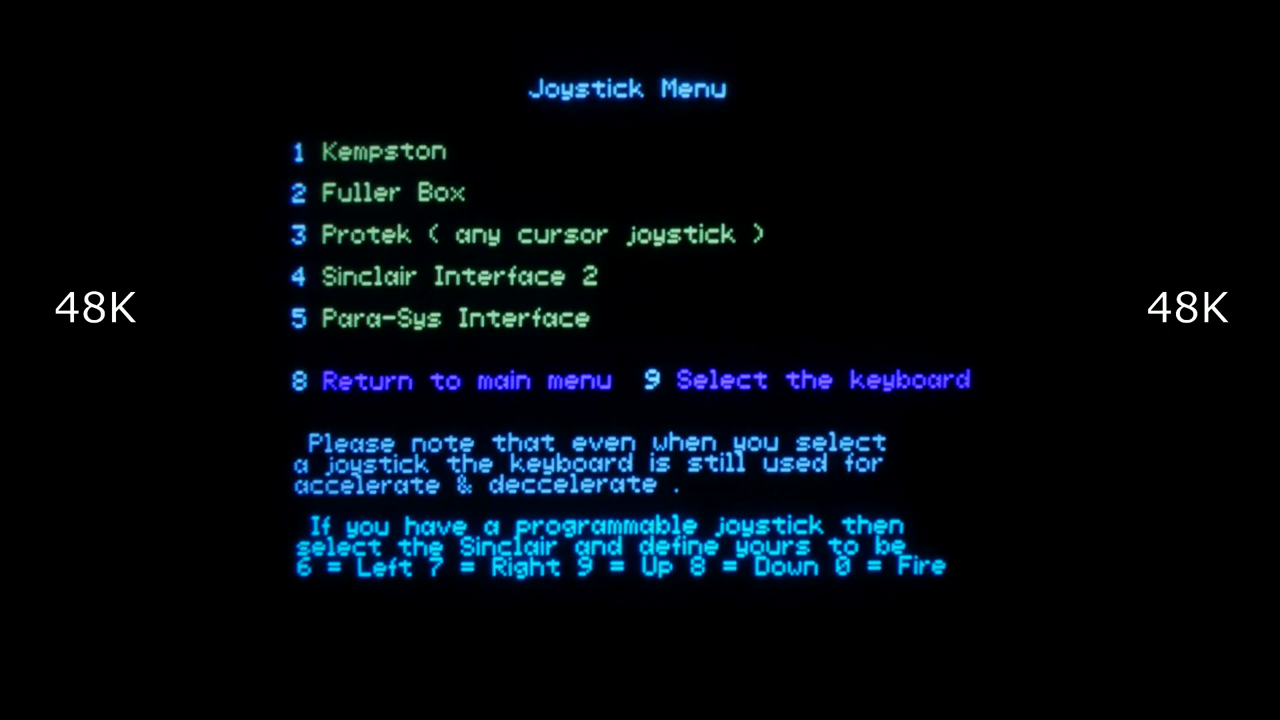 Joystick Menu
1 Kempston
2 Fuller Box
3 Protek ( any cursor joystick )
4 Sinclair Interface 2
48K
48K
5 Para-Sys Interface
8 Return to main menu 9 Select the keyboard
Please note that even when you select
a joystick the keyboard is still used for
accelerate & deccelerate .
If you have a programmable joystick then
select the Sinclair and define yours to be
6 = Left 7 = Right 9 = Up 8 = Down 0 = Fire